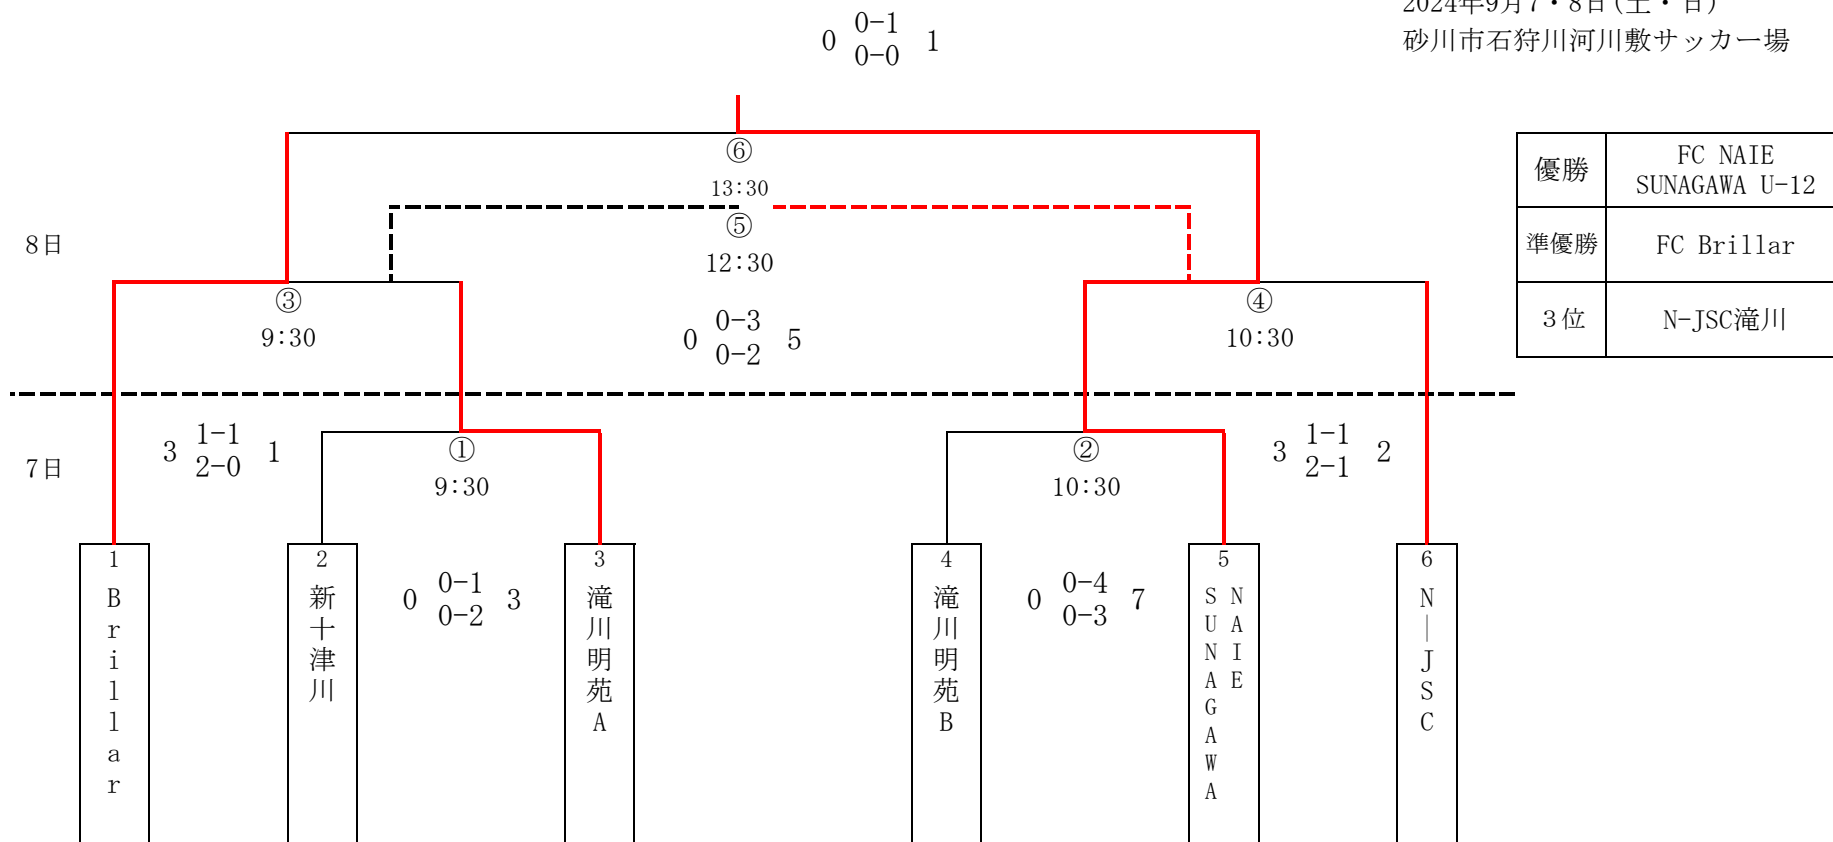 2024年9月7・8日(土・日)
砂川市石狩川河川敷サッカー場
0 0-1 1
0-0
⑥
13:30
優勝 FC NAIE
SUNAGAWA U-12
準優勝 FC Brillar
3位 N-JSC滝川
8日
⑤
12:30
③
9:30
④
10:30
0 0-3 5
0-2
7日
3 1-1 1
2-0
①
9:30
②
10:30
3 1-1 2
2-1
1
Brillar
2
新十津川
0 0-1 3
0-2
3
滝川明苑A
4
滝川明苑B
0 0-4 7
0-3
5
NAIE
SUNAGAWA
6
N―JSC